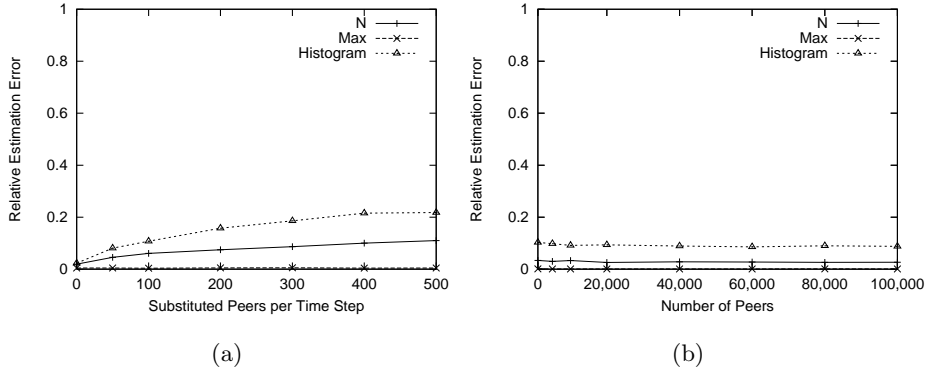 1
0.8
0.6
0.4
0.2
0
0 100 200 300 400 500
Relative Estimation Error
Substituted Peers per Time Step
N
Max
Histogram
(a)
1
0.8
0.6
0.4
0.2
0
0 20,000 40,000 60,000 80,000 100,000
Relative Estimation Error
Number of Peers
N
Max
Histogram
(b)